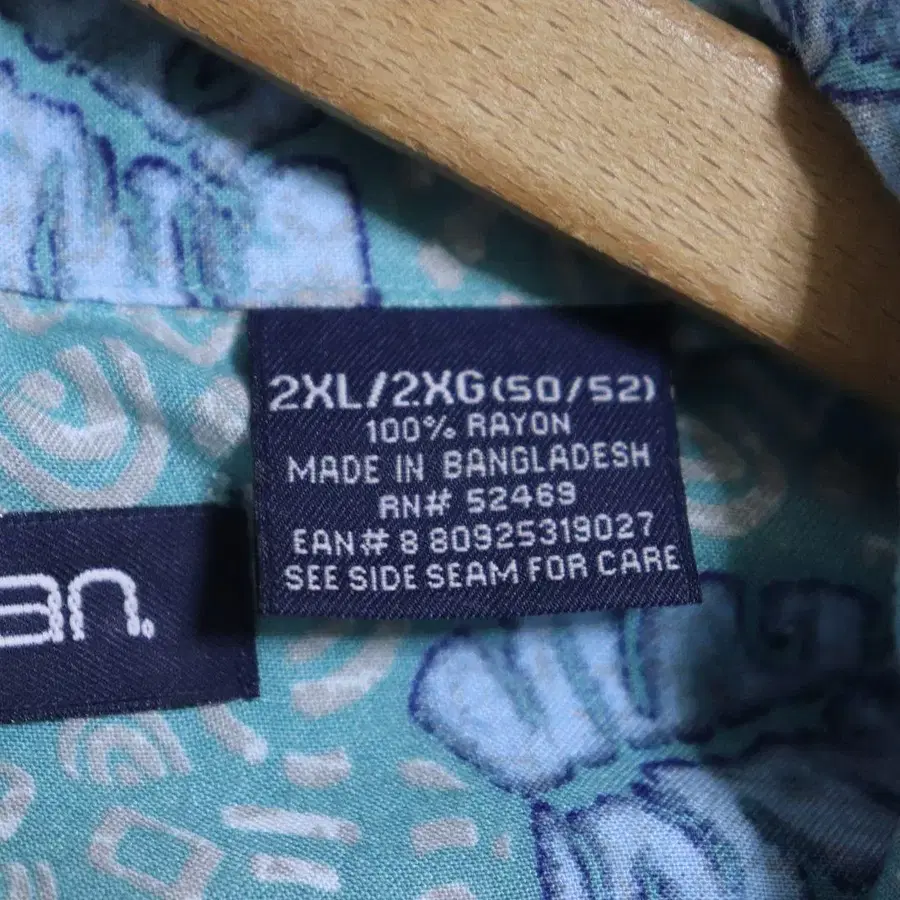 2XL/2XG(50/52)
100% RAYON
MADE IN BANGLADESH
RN# 52469
EAN# 8 80925319027
SEE SIDE SEAM FOR CARE
an.